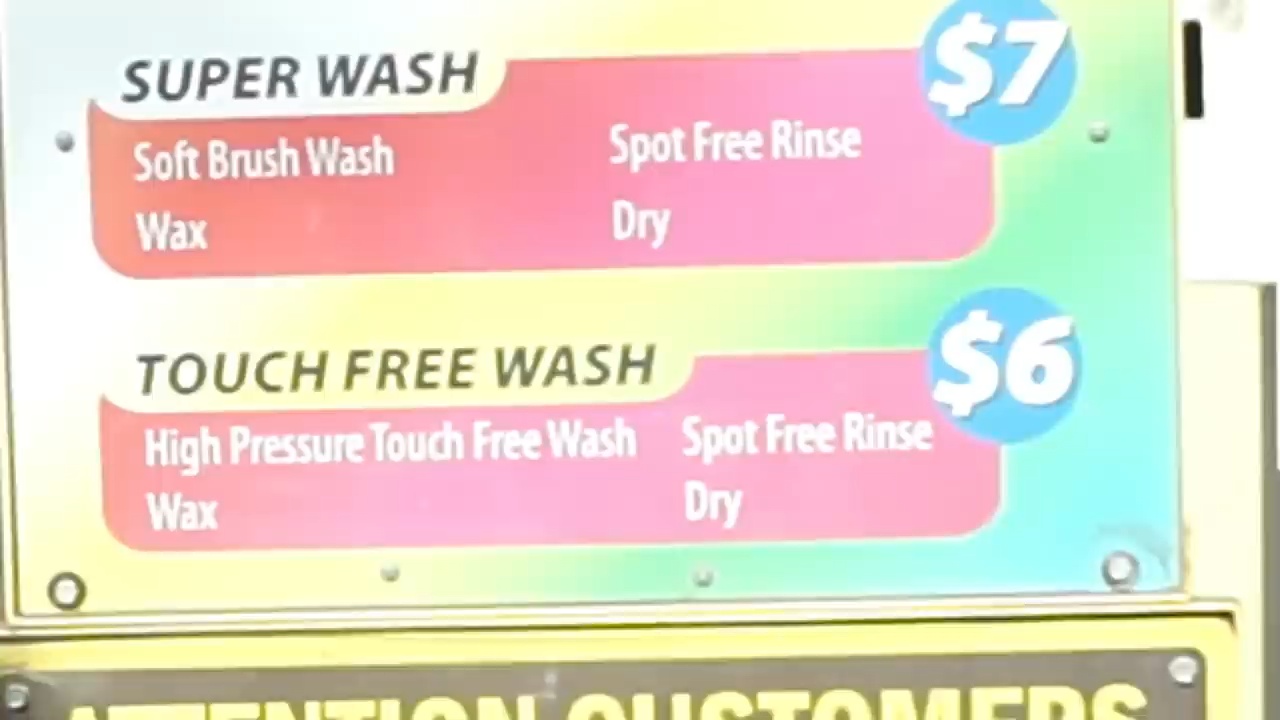 SUPER WASH
$7
Soft Brush Wash
Spot Free Rinse
Wax
Dry
TOUCH FREE WASH
$6
High Pressure Touch Free Wash
Spot Free Rinse
Wax
Dry
ATTENTION CUSTOMERS